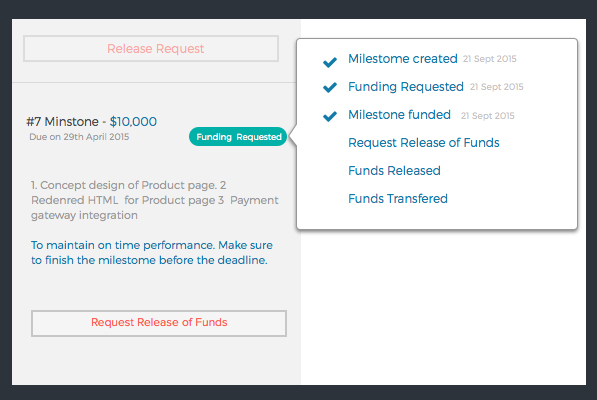 Release Request
#7 Minstone - $10,000
Due on 29th April 2015
Funding Requested
1. Concept design of Product page. 2
Redenred HTML for Product page 3 Payment
gateway integration
To maintain on time performance. Make sure
to finish the milestome before the deadline.
Request Release of Funds
Milestome created 21 Sept 2015
Funding Requested 21 Sept 2015
Milestome funded 21 Sept 2015
Request Release of Funds
Funds Released
Funds Transfered